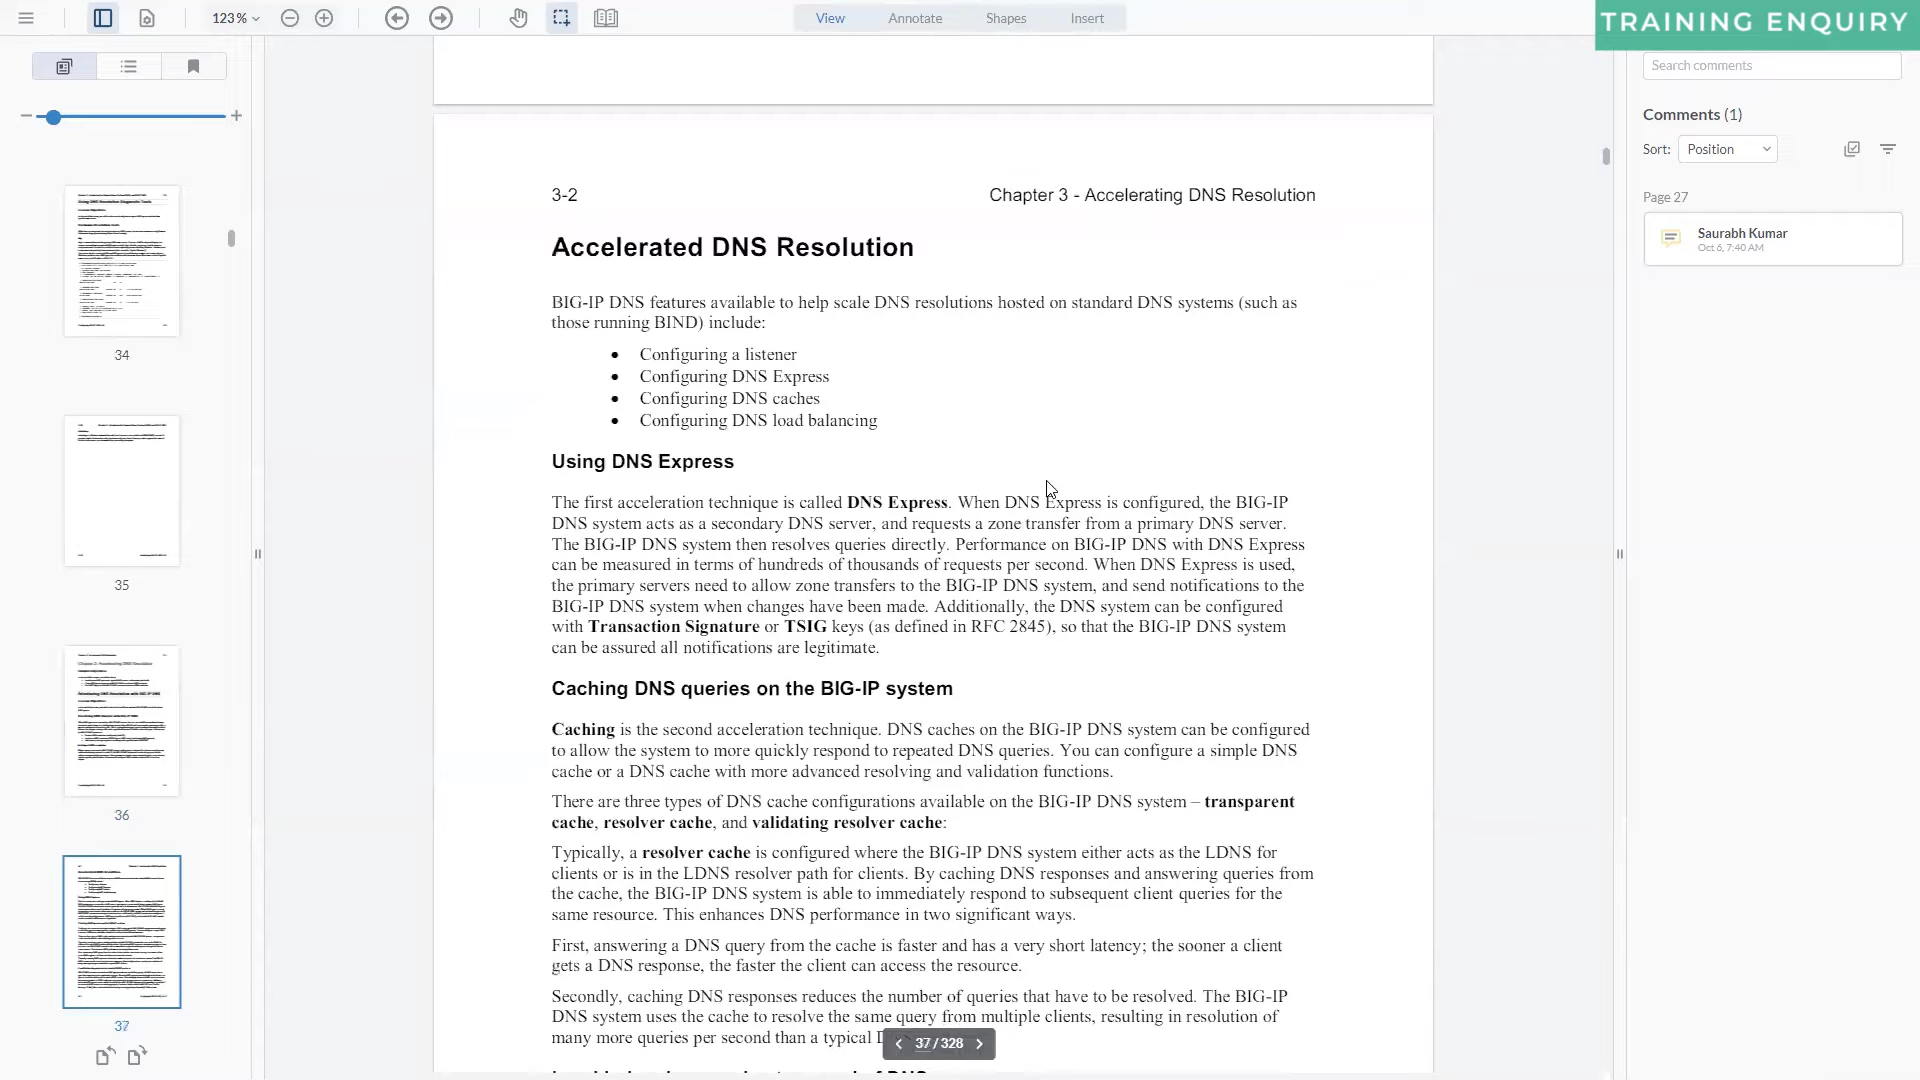 123 %
View
Annotate
Shapes
Insert
TRAINING ENQUIRY
Search comments
Comments (1)
Sort:
Position
Page 27
Saurabh Kumar
Oct 6, 7:40 AM
34
35
36
37
3-2
Chapter 3 - Accelerating DNS Resolution
Accelerated DNS Resolution
BIG-IP DNS features available to help scale DNS resolutions hosted on standard DNS systems (such as
those running BIND) include:
• Configuring a listener
• Configuring DNS Express
• Configuring DNS caches
• Configuring DNS load balancing
Using DNS Express
The first acceleration technique is called DNS Express. When DNS Express is configured, the BIG-IP
DNS system acts as a secondary DNS server, and requests a zone transfer from a primary DNS server.
The BIG-IP DNS system then resolves queries directly. Performance on BIG-IP DNS with DNS Express
can be measured in terms of hundreds of thousands of requests per second. When DNS Express is used,
the primary servers need to allow zone transfers to the BIG-IP DNS system, and send notifications to the
BIG-IP DNS system when changes have been made. Additionally, the DNS system can be configured
with Transaction Signature or TSIG keys (as defined in RFC 2845), so that the BIG-IP DNS system
can be assured all notifications are legitimate.
Caching DNS queries on the BIG-IP system
Caching is the second acceleration technique. DNS caches on the BIG-IP DNS system can be configured
to allow the system to more quickly respond to repeated DNS queries. You can configure a simple DNS
cache or a DNS cache with more advanced resolving and validation functions.
There are three types of DNS cache configurations available on the BIG-IP DNS system – transparent
cache, resolver cache, and validating resolver cache:
Typically, a resolver cache is configured where the BIG-IP DNS system either acts as the LDNS for
clients or is in the LDNS resolver path for clients. By caching DNS responses and answering queries from
the cache, the BIG-IP DNS system is able to immediately respond to subsequent client queries for the
same resource. This enhances DNS performance in two significant ways.
First, answering a DNS query from the cache is faster and has a very short latency; the sooner a client
gets a DNS response, the faster the client can access the resource.
Secondly, caching DNS responses reduces the number of queries that have to be resolved. The BIG-IP
DNS system uses the cache to resolve the same query from multiple clients, resulting in resolution of
many more queries per second than a typical
37 / 328